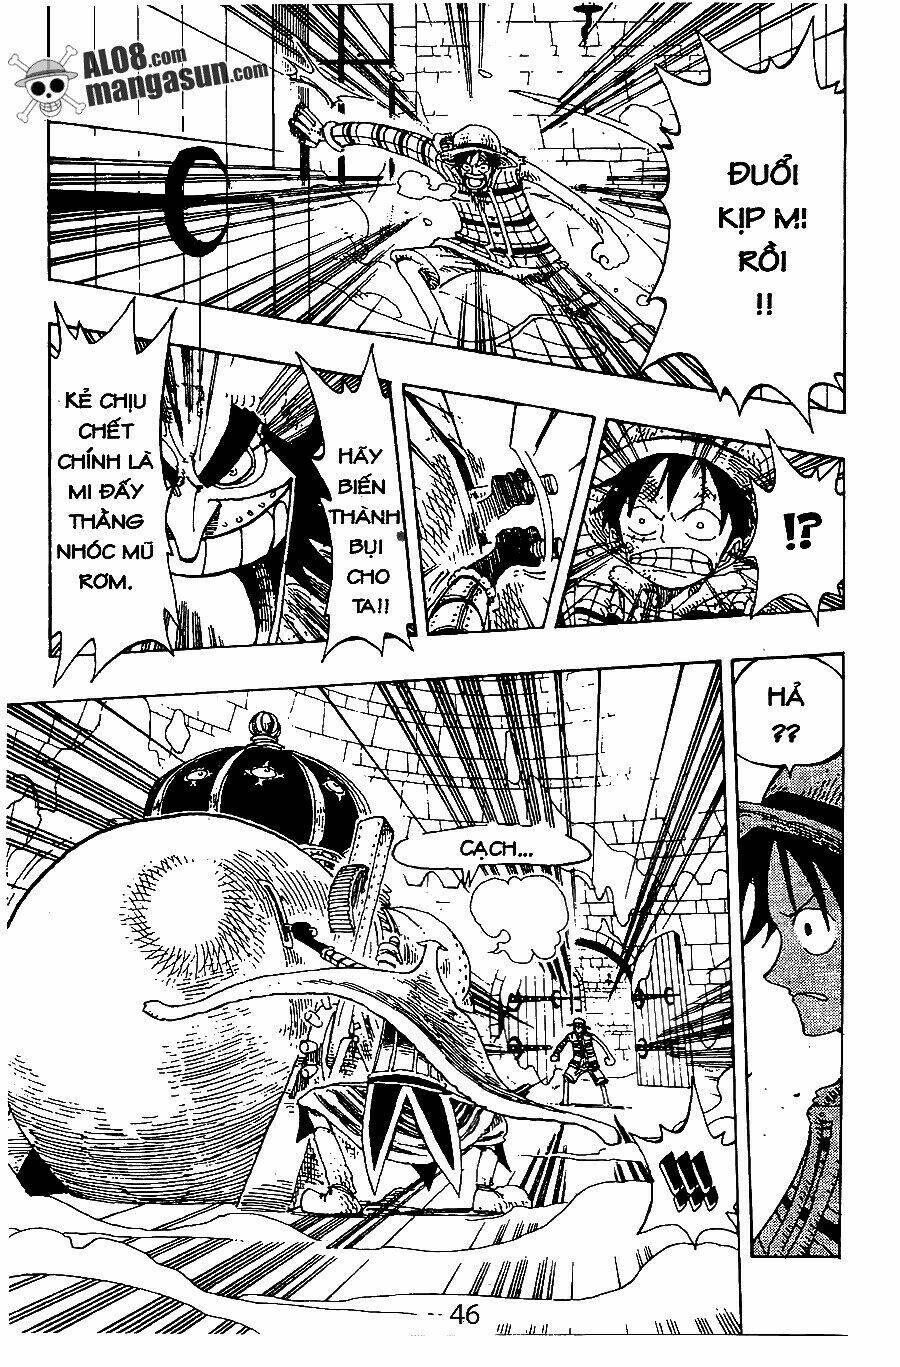 AL08.com
mangasun.com
ĐUỔI
KỊP MI
RỒI
!!
!?
HÃY
BIẾN
THÀNH
BỤI
CHO
TA!!
KẺ CHỊU
CHẾT
CHÍNH LÀ
MI ĐẤY
THẰNG
NHÓC MŨ
RƠM.
HẢ
??
CẠCH...
!!!
46